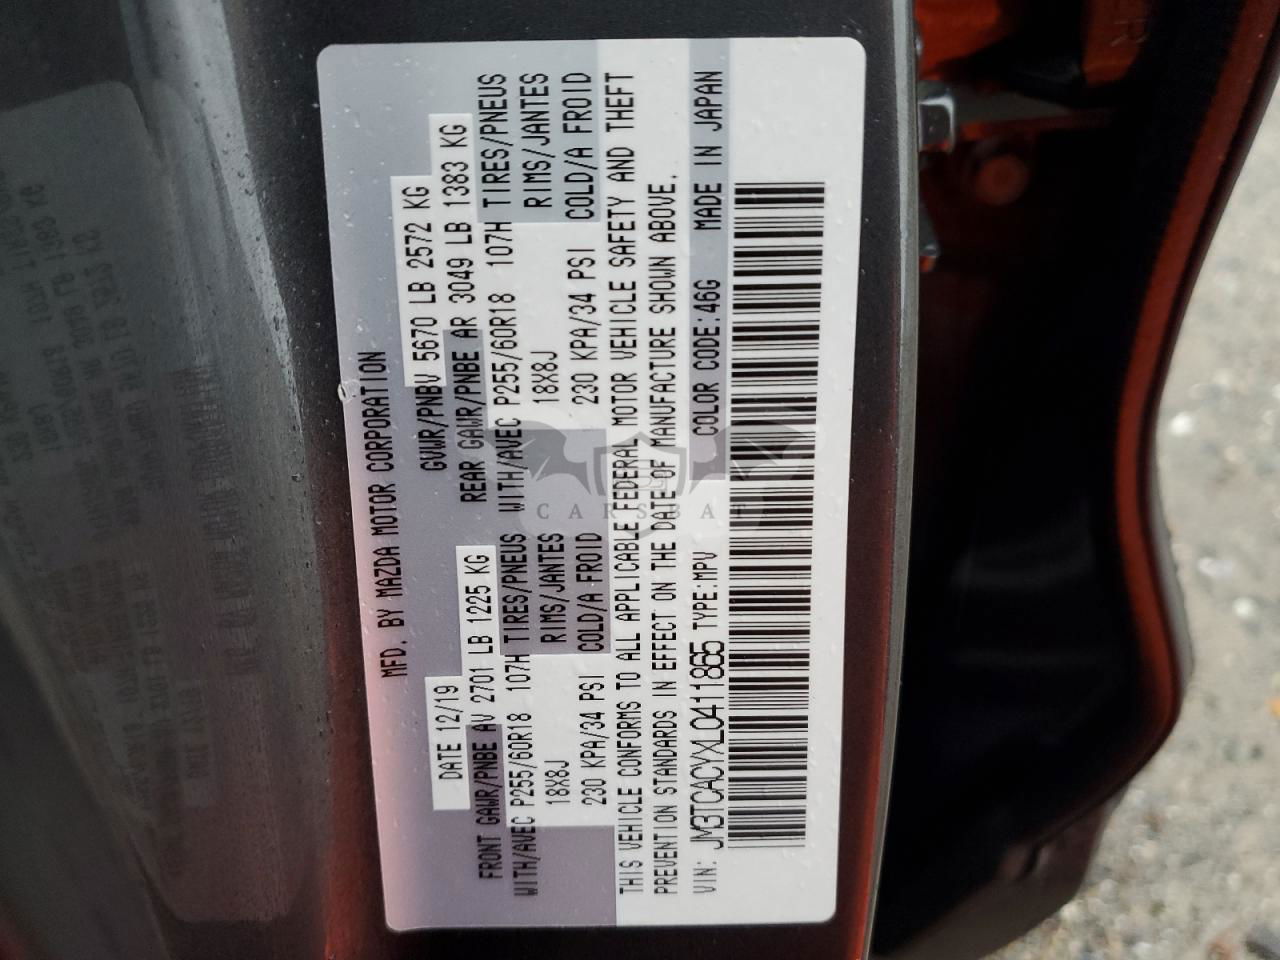 MFD. BY MAZDA MOTOR CORPORATION
DATE 12/19 GVWR/PNBV 5670 LB 2572 KG
FRONT GAWR/PNBE AV 2701 LB 1225 KG REAR GAWR/PNBE AR 3049 LB 1383 KG
WITH/AVEC P255/60R18 107H TIRES/PNEUS WITH/AVEC P255/60R18 107H TIRES/PNEUS
18X8J RIMS/JANTES 18X8J RIMS/JANTES
230 KPA/34 PSI COLD/A FROID 230 KPA/34 PSI COLD/A FROID
THIS VEHICLE CONFORMS TO ALL APPLICABLE FEDERAL MOTOR VEHICLE SAFETY AND THEFT
PREVENTION STANDARDS IN EFFECT ON THE DATE OF MANUFACTURE SHOWN ABOVE.
VIN: JM3TCACYXL0411865 TYPE:MPV COLOR CODE:46G MADE IN JAPAN
CARSBAT